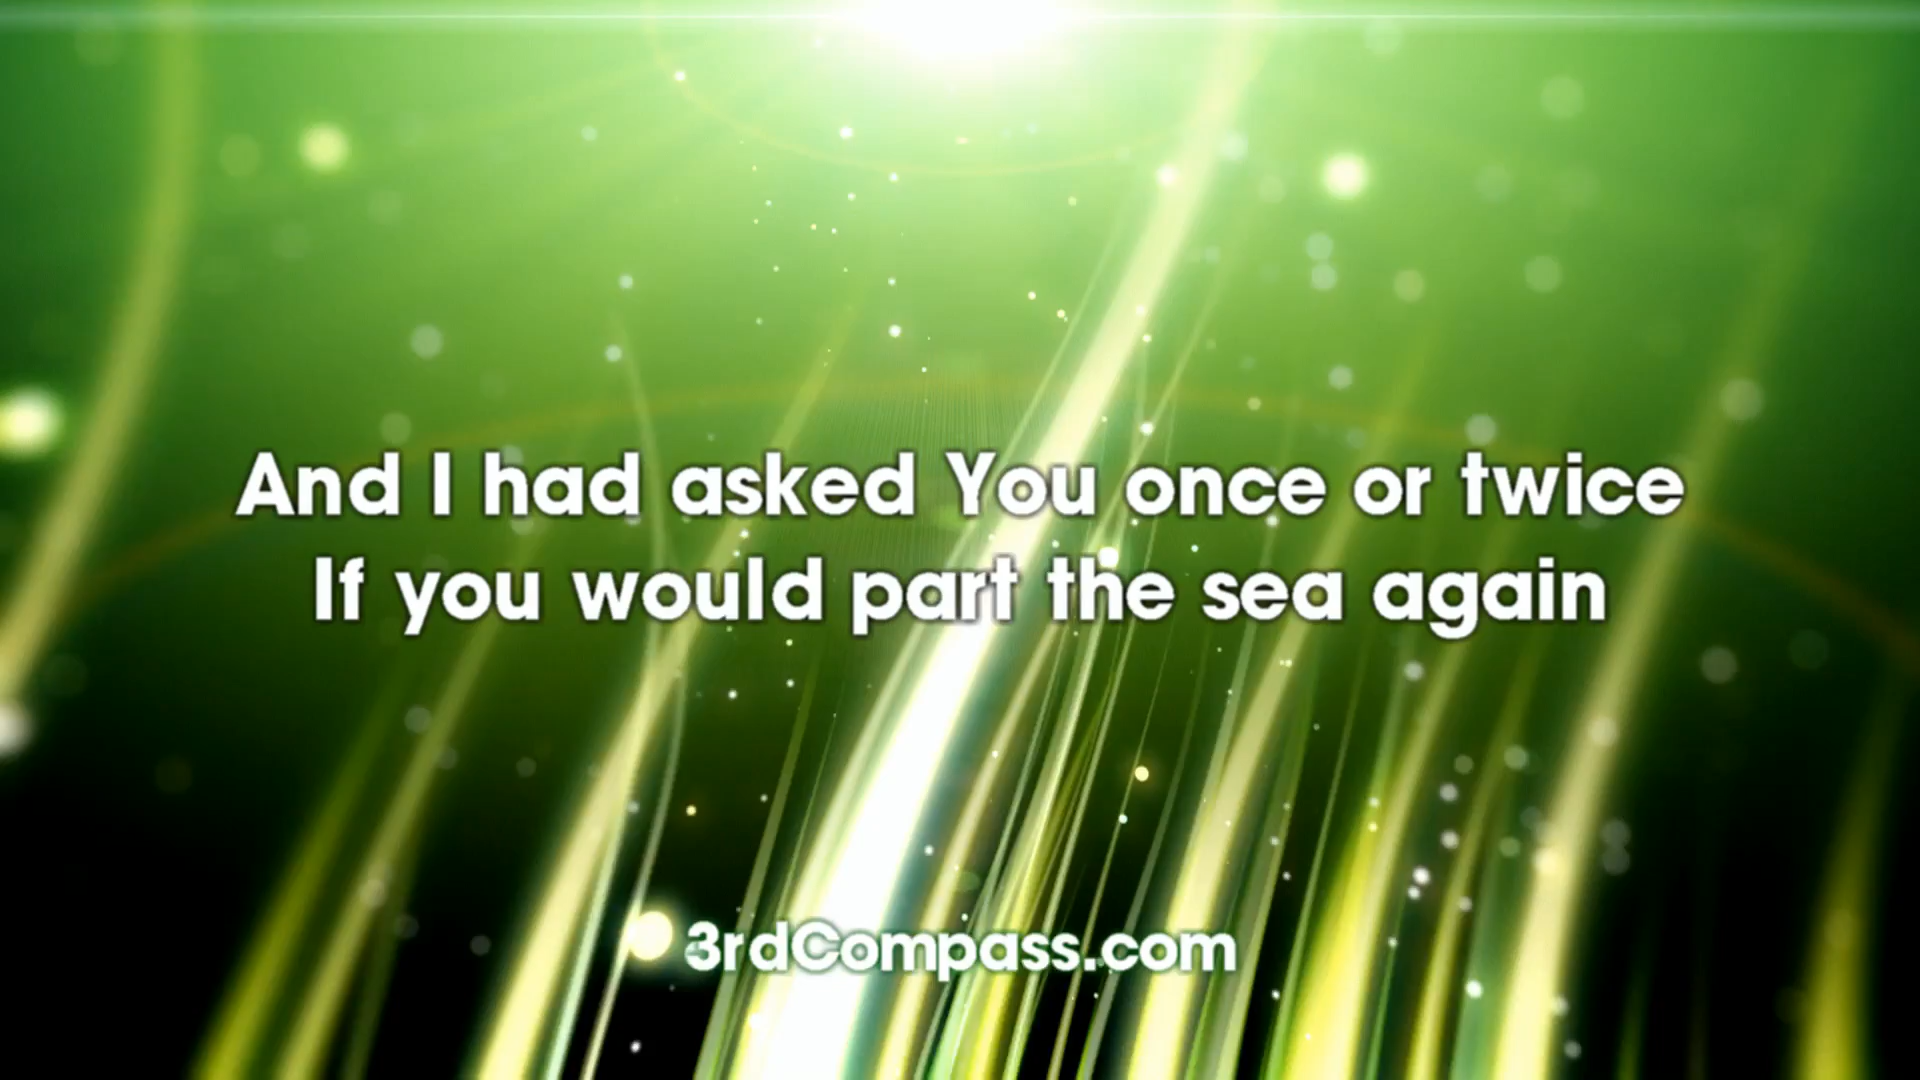 And I had asked You once or twice
If you would part the sea again
3rdCompass.com